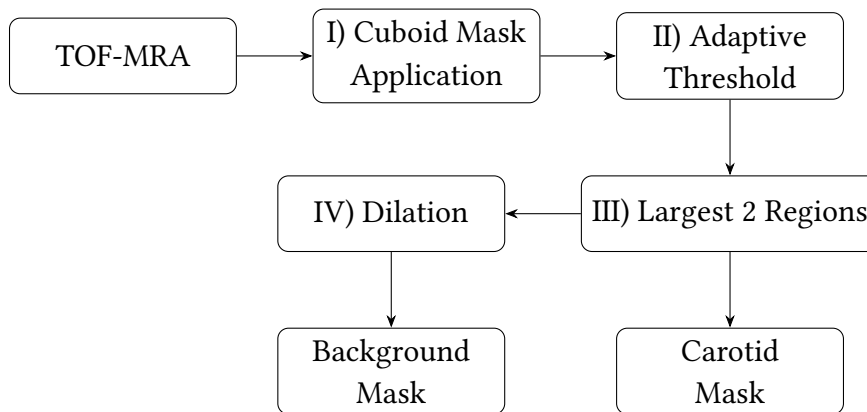 TOF-MRA
I) Cuboid Mask
Application
II) Adaptive
Threshold
IV) Dilation
III) Largest 2 Regions
Background
Mask
Carotid
Mask